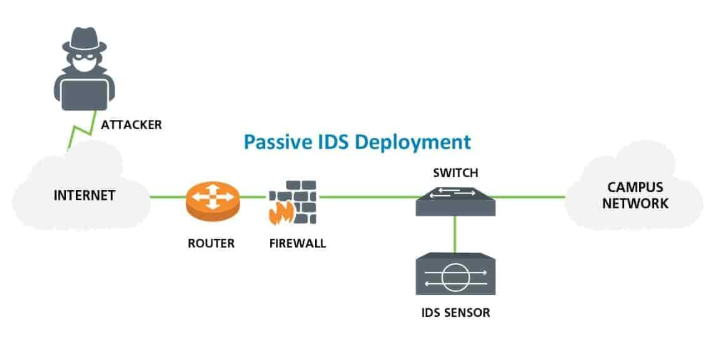 ATTACKER
Passive IDS Deployment
SWITCH
INTERNET
CAMPUS
NETWORK
ROUTER
FIREWALL
IDS SENSOR